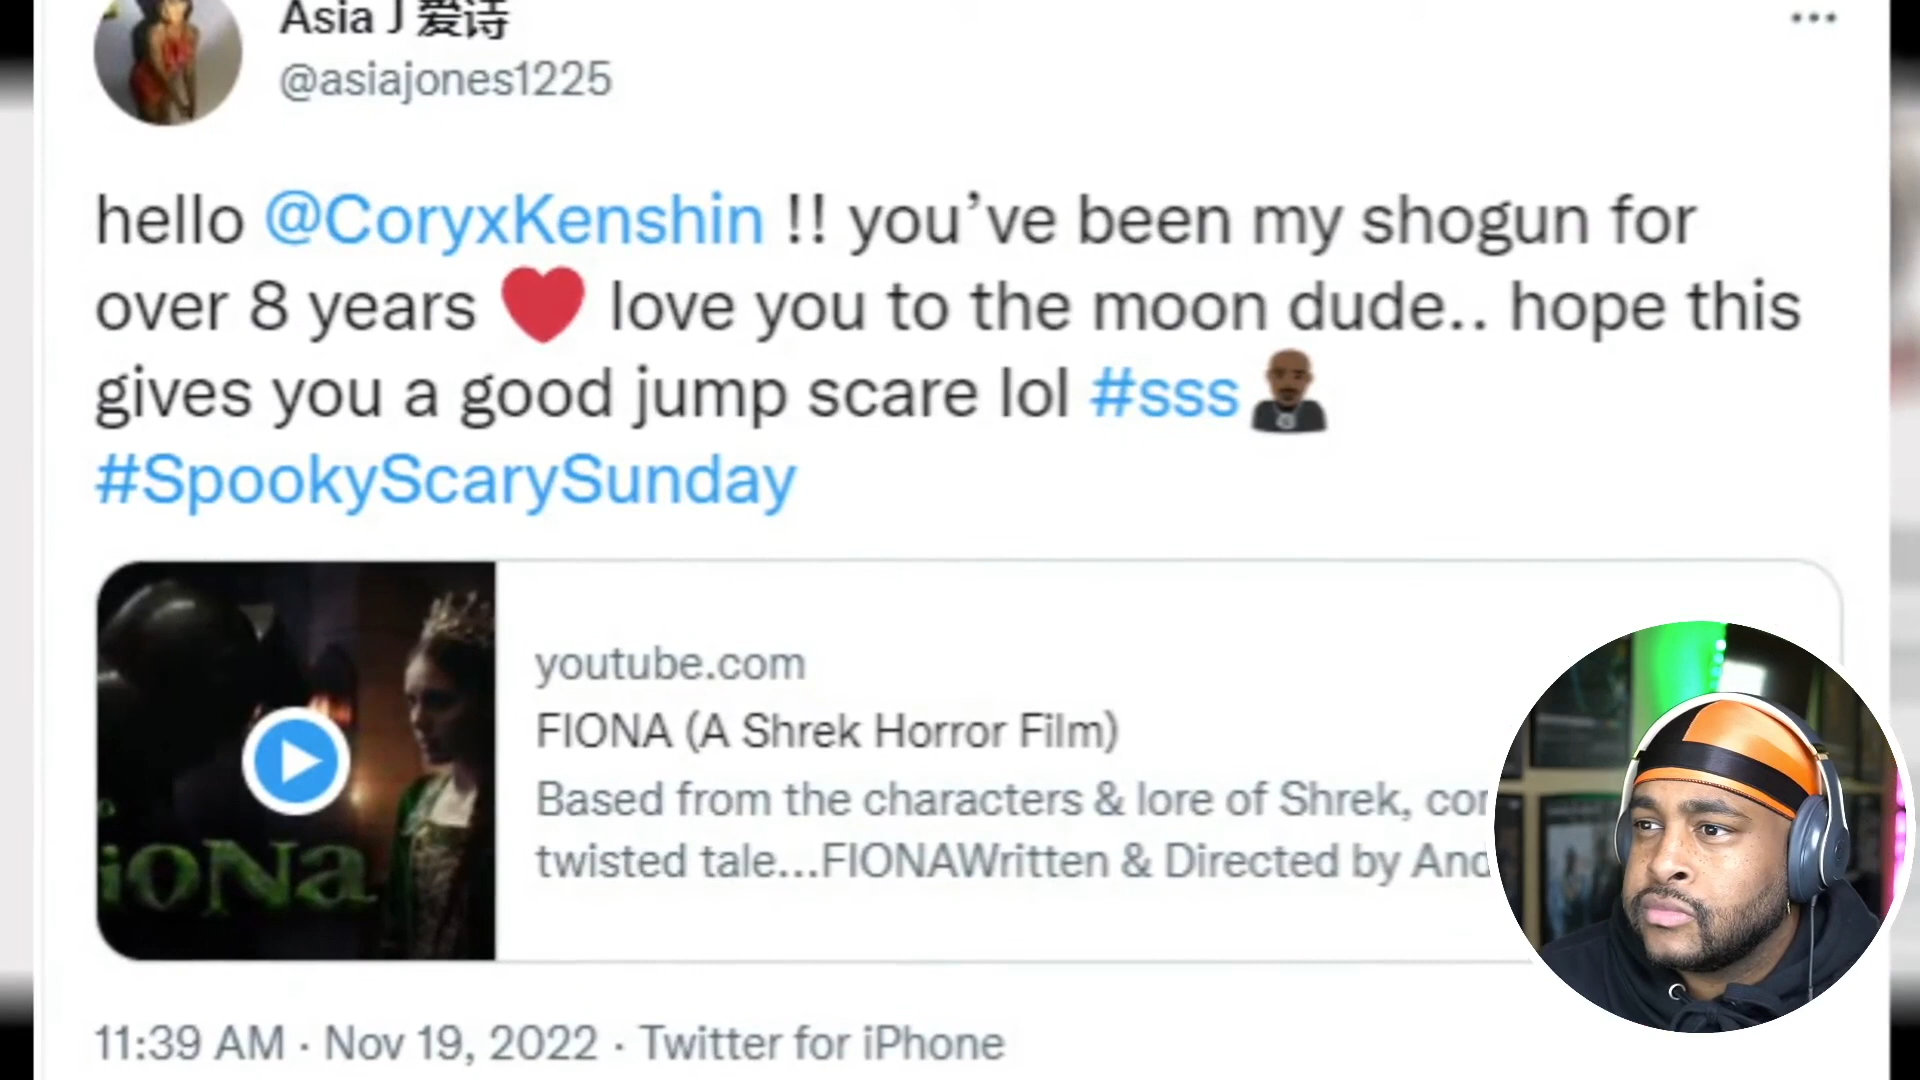 Asia J 爱诗
@asiajones1225
hello @CoryxKenshin !! you’ve been my shogun for
over 8 years ❤️ love you to the moon dude.. hope this
gives you a good jump scare lol #sss
#SpookyScarySunday
ioNa
youtube.com
FIONA (A Shrek Horror Film)
Based from the characters & lore of Shrek,
twisted tale...FIONAWritten & Directed by
11:39 AM · Nov 19, 2022 · Twitter for iPhone